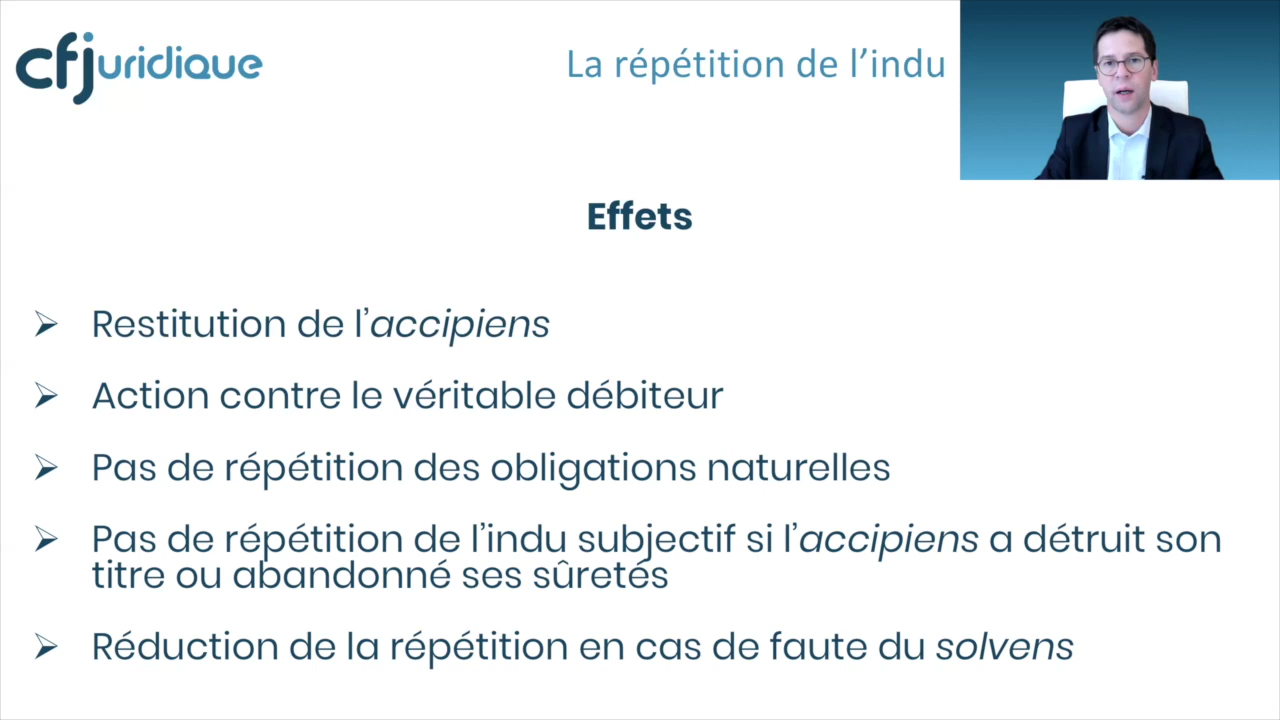 cfjuridique
La répétition de l’indu
Effets
➢ Restitution de l’accipiens
➢ Action contre le véritable débiteur
➢ Pas de répétition des obligations naturelles
➢ Pas de répétition de l’indu subjectif si l’accipiens a détruit son
titre ou abandonné ses sûretés
➢ Réduction de la répétition en cas de faute du solvens